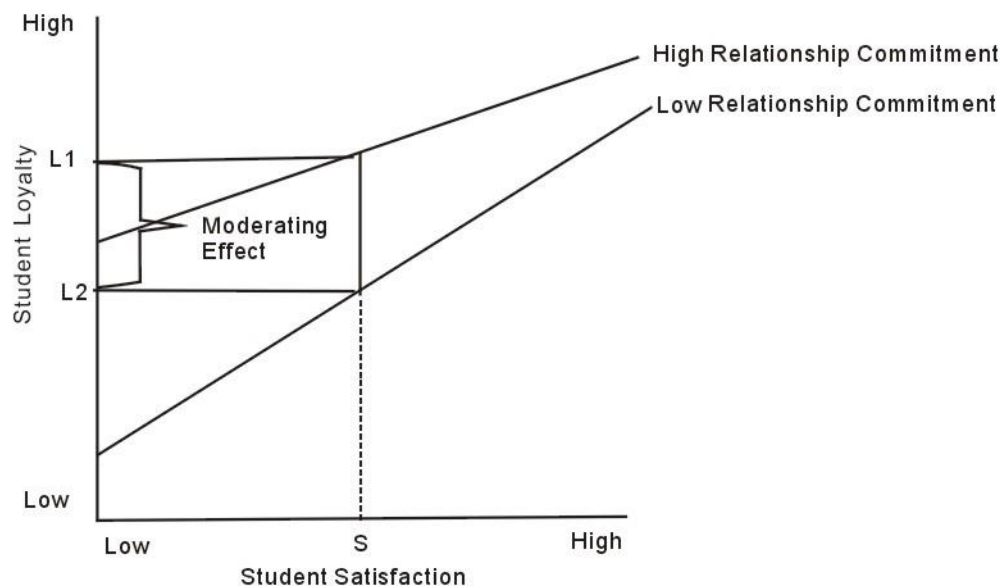 High
High Relationship Commitment
Low Relationship Commitment
L1
Student Loyalty
Moderating
Effect
L2
Low
Low
S
High
Student Satisfaction